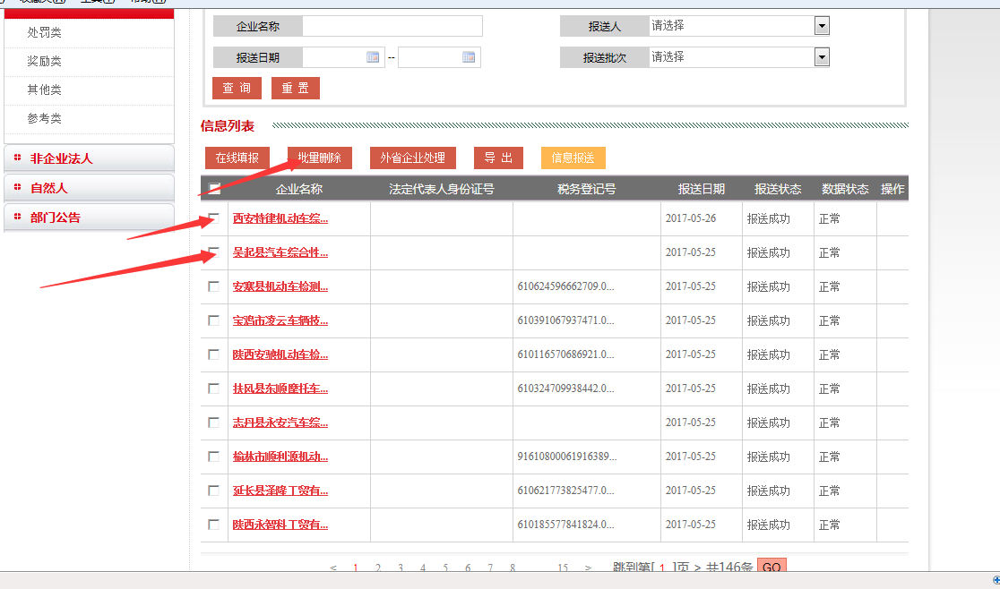 处罚类
奖励类
其他类
参考类
非企业法人
自然人
部门公告
企业名称 报送人 请选择
报送日期 -- 报送批次 请选择
查 询 重 置
信息列表
在线填报 批量删除 外省企业处理 导 出 信息报送
企业名称 法定代表人身份证号 税务登记号 报送日期 报送状态 数据状态 操作
西安特律机动车综... 2017-05-26 报送成功 正常
吴起县汽车综合性... 2017-05-25 报送成功 正常
安塞县机动车检测... 610624596662709.0... 2017-05-25 报送成功 正常
宝鸡市凌云车辆技... 610391067937471.0... 2017-05-25 报送成功 正常
陕西安驰机动车检... 610116570686921.0... 2017-05-25 报送成功 正常
扶风县东顺摩托车... 610324709938442.0... 2017-05-25 报送成功 正常
志丹县永安汽车综... 2017-05-25 报送成功 正常
榆林市顺利源机动... 91610800061916389... 2017-05-25 报送成功 正常
延长县泽隆工贸有... 610621773825477.0... 2017-05-25 报送成功 正常
陕西永智科工贸有... 610185577841824.0... 2017-05-25 报送成功 正常
< 1 2 3 4 5 6 7 8 15 > 跳到第[ 1 ]页 > 共146条 GO